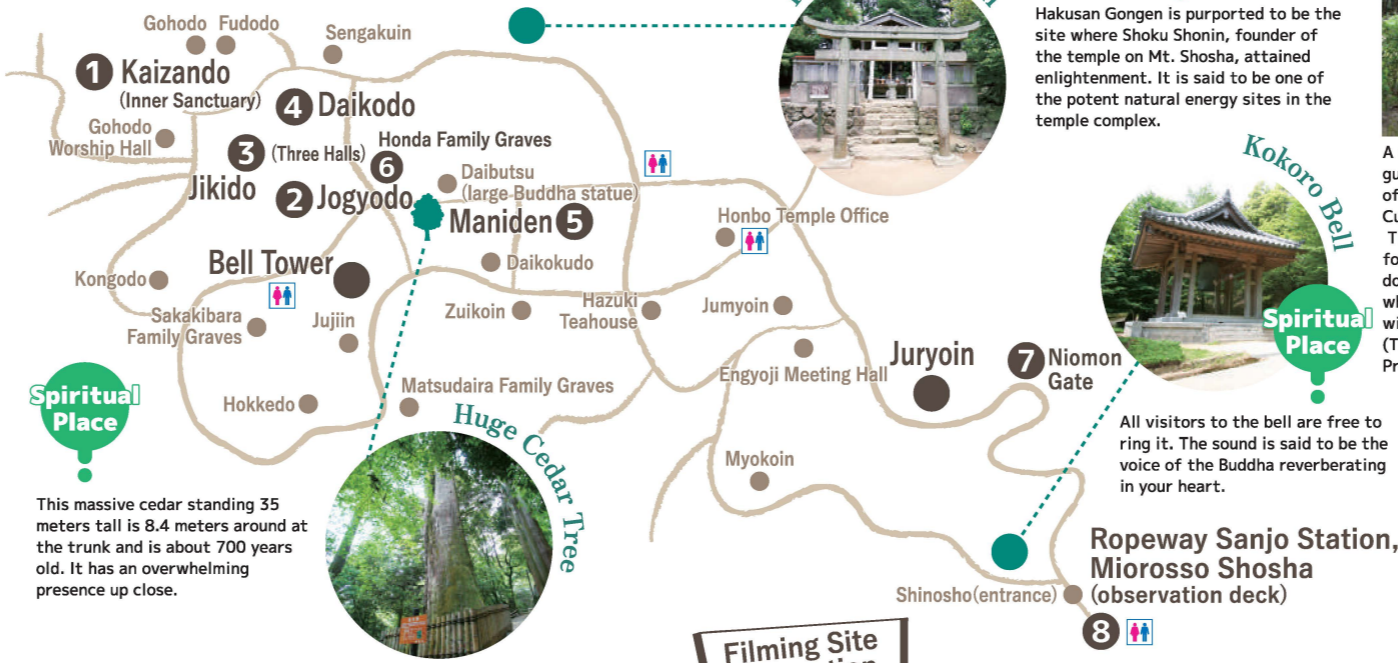 Gohodo
Fudodo
Sengakuin
1 Kaizando
(Inner Sanctuary)
4 Daikodo
Gohodo
Worship Hall
3 (Three Halls)
Jikido
6
Honda Family Graves
2 Jogyodo
Daibutsu
(large Buddha statue)
Maniden 5
Honbo Temple Office
Bell Tower
Daikokudo
Kongodo
Sakakibara
Family Graves
Jujiin
Zuikoin
Hazuki
Teahouse
Jumyoin
Engyoji Meeting Hall
Juryoin
7 Niomon
Gate
Hokkedo
Matsudaira Family Graves
Myokoin
Shinosho(entrance)
Ropeway Sanjo Station,
Miorosso Shosha
(observation deck)
8
Hakusan Gongen is purported to be the
site where Shoku Shonin, founder of
the temple on Mt. Shosha, attained
enlightenment. It is said to be one of
the potent natural energy sites in the
temple complex.
Kokoro Bell
Spiritual
Place
All visitors to the bell are free to
ring it. The sound is said to be the
voice of the Buddha reverberating
in your heart.
Spiritual
Place
This massive cedar standing 35
meters tall is 8.4 meters around at
the trunk and is about 700 years
old. It has an overwhelming
presence up close.
Huge Cedar Tree
Filming Site
A
of